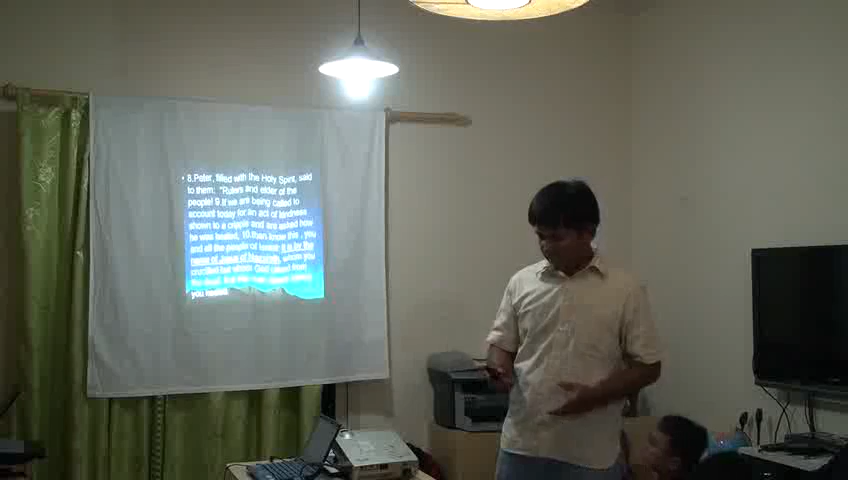 • 8.Peter, filled with the Holy Spirit, said
to them: "Rulers and elder of the
people! 9.If we are being called to
account today for an act of kindness
shown to a cripple and are asked how
he was healed, 10.then know this , you
and all the people of Israel: It is by the
name of Jesus of Nazareth, whom you
crucified but whom God raised from
you healed.